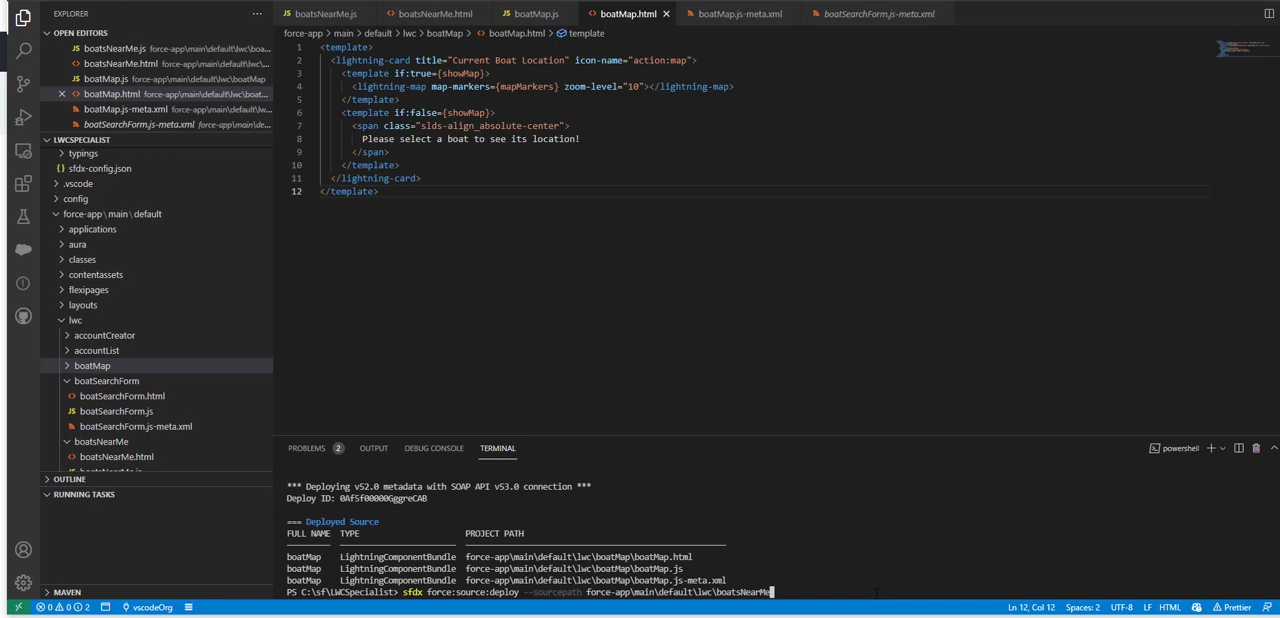 EXPLORER
···
OPEN EDITORS
JS boatsNearMe.js force-app\main\default\lwc\boa...
<> boatsNearMe.html force-app\main\default\l...
JS boatMap.js force-app\main\default\lwc\boatMap
<> boatMap.html force-app\main\default\lwc\boat...
boatMap.js-meta.xml force-app\main\default\lw...
boatSearchForm.js-meta.xml force-app\main\de...
LWCSPECIALIST
typings
{} sfdx-config.json
.vscode
config
force-app \ main \ default
applications
aura
classes
contentassets
flexipages
layouts
lwc
accountCreator
accountList
boatMap
boatSearchForm
<> boatSearchForm.html
JS boatSearchForm.js
boatSearchForm.js-meta.xml
boatsNearMe
<> boatsNearMe.html
OUTLINE
RUNNING TASKS
MAVEN
JS boatsNearMe.js
<> boatsNearMe.html
JS boatMap.js
<> boatMap.html
boatMap.js-meta.xml
boatSearchForm.js-meta.xml
force-app > main > default > lwc > boatMap > <> boatMap.html > template
1 <template>
2 <lightning-card title="Current Boat Location" icon-name="action:map">
3 <template if:true={showMap}>
4 <lightning-map map-markers={mapMarkers} zoom-level="10"></lightning-map>
5 </template>
6 <template if:false={showMap}>
7 <span class="slds-align_absolute-center">
8 Please select a boat to see its location!
9 </span>
10 </template>
11 </lightning-card>
12 </template>
PROBLEMS 2 OUTPUT DEBUG CONSOLE TERMINAL
powershell
*** Deploying v52.0 metadata with SOAP API v53.0 connection ***
Deploy ID: 0Af5f00000GggreCAB
=== Deployed Source
FULL NAME TYPE PROJECT PATH
boatMap LightningComponentBundle force-app\main\default\lwc\boatMap\boatMap.html
boatMap LightningComponentBundle force-app\main\default\lwc\boatMap\boatMap.js
boatMap LightningComponentBundle force-app\main\default\lwc\boatMap\boatMap.js-meta.xml
PS C:\sf\LWCSpecialist> sfdx force:source:deploy --sourcepath force-app\main\default\lwc\boatsNearMe
0 0 2 vscodeOrg
Ln 12, Col 12 Spaces: 2 UTF-8 LF HTML Prettier